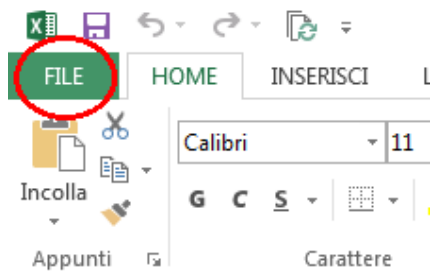 FILE HOME INSERISCI
Calibri 11
Incolla G C S
Appunti Carattere